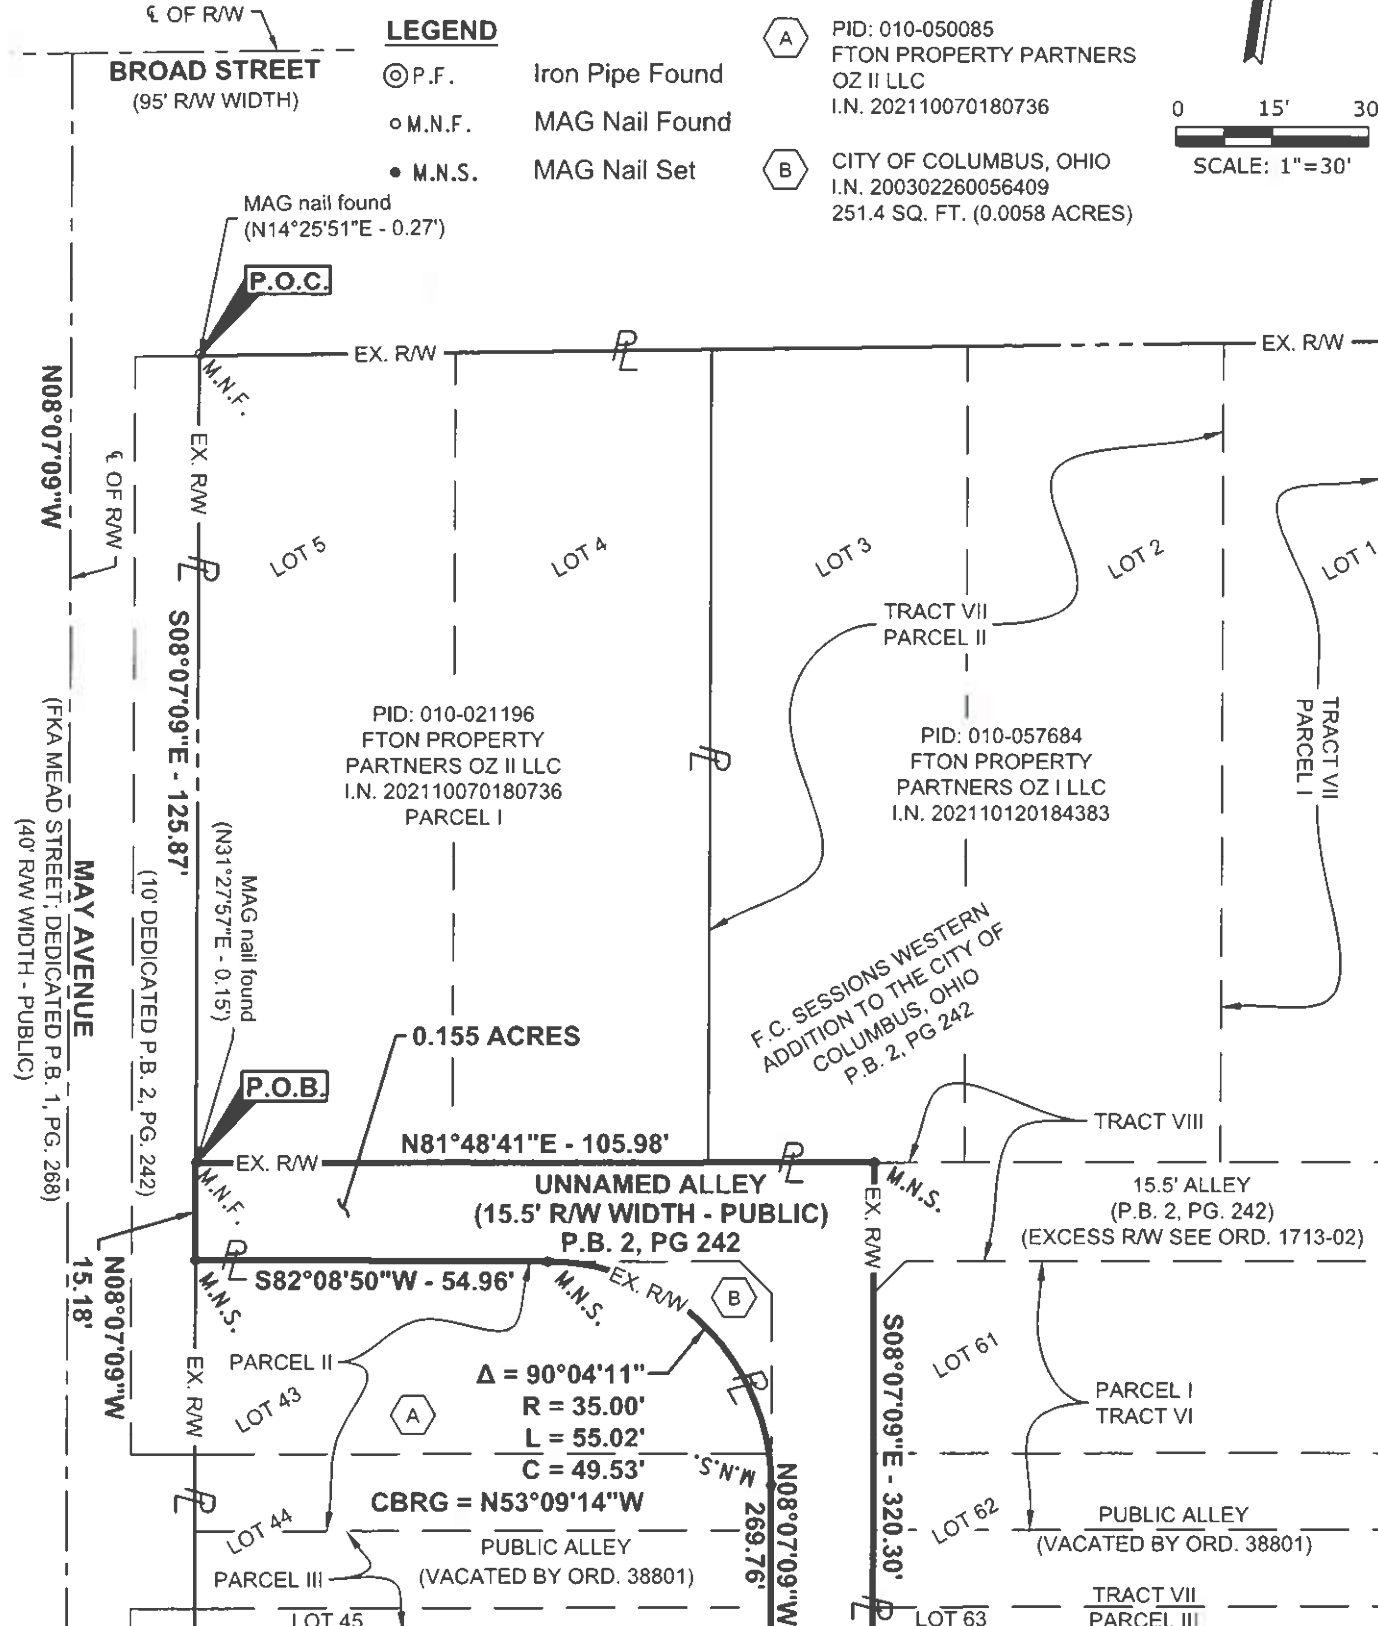 ℄ OF R/W
BROAD STREET
(95' R/W WIDTH)
LEGEND
P.F. Iron Pipe Found
M.N.F. MAG Nail Found
M.N.S. MAG Nail Set
A
PID: 010-050085
FTON PROPERTY PARTNERS
OZ II LLC
I.N. 202110070180736
B
CITY OF COLUMBUS, OHIO
I.N. 200302260056409
251.4 SQ. FT. (0.0058 ACRES)
0 15' 30
SCALE: 1"=30'
MAG nail found
(N14°25'51"E - 0.27')
P.O.C.
M.N.F.
EX. R/W
PL
EX. R/W
N08°07'09"W
℄ OF R/W
EX. R/W
PL
S08°07'09"E - 125.87'
LOT 5
LOT 4
LOT 3
LOT 2
LOT 1
TRACT VII
PARCEL II
TRACT VII
PARCEL I
PID: 010-021196
FTON PROPERTY
PARTNERS OZ II LLC
I.N. 202110070180736
PARCEL I
PL
PID: 010-057684
FTON PROPERTY
PARTNERS OZ I LLC
I.N. 202110120184383
MAY AVENUE
(FKA MEAD STREET; DEDICATED P.B. 1, PG. 268)
(40' R/W WIDTH - PUBLIC)
(10' DEDICATED P.B. 2, PG. 242)
MAG nail found
(N31°27'57"E - 0.15')
F.C. SESSIONS WESTERN
ADDITION TO THE CITY OF
COLUMBUS, OHIO
P.B. 2, PG 242
0.155 ACRES
P.O.B.
M.N.F.
TRACT VIII
N81°48'41"E - 105.98'
EX. R/W
PL
M.N.S.
UNNAMED ALLEY
(15.5' R/W WIDTH - PUBLIC)
P.B. 2, PG 242
EX. R/W
15.5' ALLEY
(P.B. 2, PG. 242)
(EXCESS R/W SEE ORD. 1713-02)
N08°07'09"W
15.18'
PL
S82°08'50"W - 54.96'
M.N.S.
M.N.S.
EX. R/W
B
EX. R/W
PARCEL II
LOT 43
A
Δ = 90°04'11"
R = 35.00'
L = 55.02'
C = 49.53'
CBRG = N53°09'14"W
PL
M.N.S.
N08°07'09"W
269.76'
S08°07'09"E - 320.30'
LOT 61
PARCEL I
TRACT VI
LOT 62
PL
LOT 44
PUBLIC ALLEY
(VACATED BY ORD. 38801)
PUBLIC ALLEY
(VACATED BY ORD. 38801)
PARCEL III
LOT 45
PL
LOT 63
TRACT VII
PARCEL III